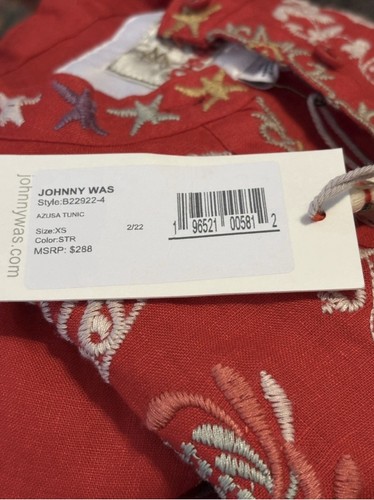 johnnywas.com
JOHNNY WAS
Style:B22922-4
AZUSA TUNIC
2/22
Size:XS
Color:STR
MSRP: $288
1 96521 00581 2